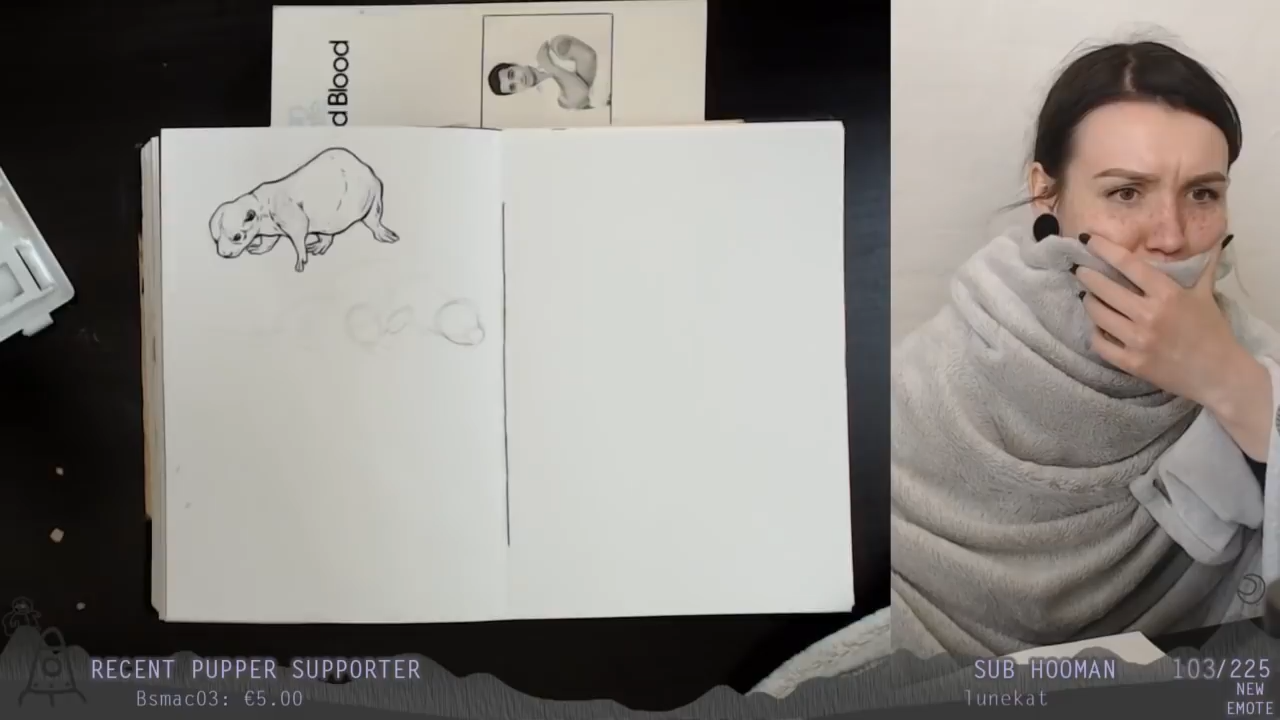 d Blood
RECENT PUPPER SUPPORTER
Bsmac03: €5.00
SUB HOOMAN
lunekat
103/225
NEW
EMOTE